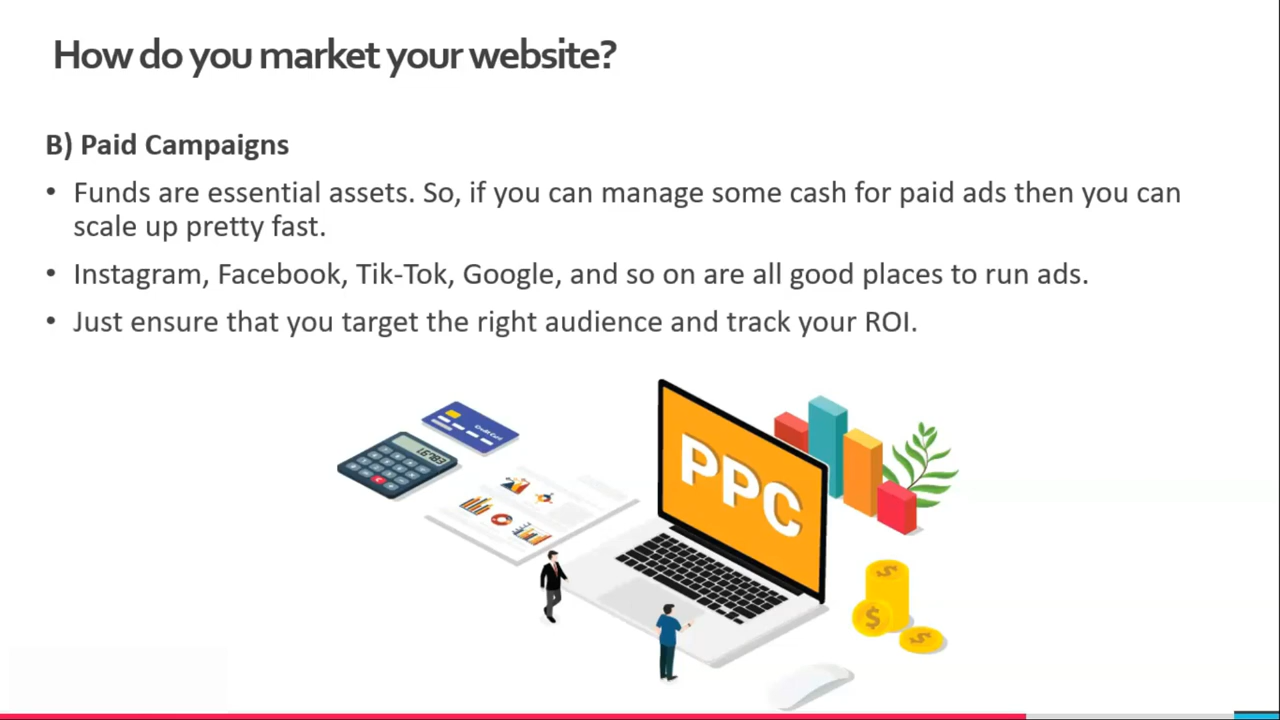 How do you market your website?
B) Paid Campaigns
• Funds are essential assets. So, if you can manage some cash for paid ads then you can
scale up pretty fast.
• Instagram, Facebook, Tik-Tok, Google, and so on are all good places to run ads.
• Just ensure that you target the right audience and track your ROI.
Credit Card
PPC
$
$
$